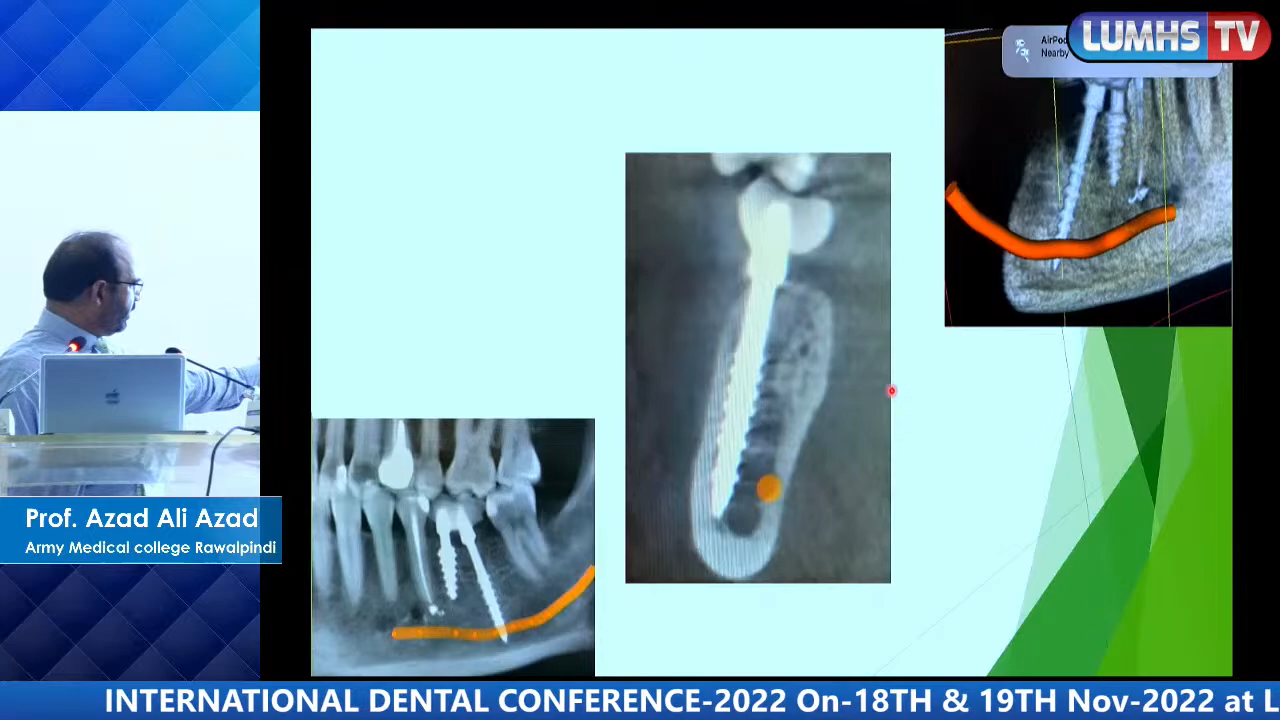 AirPod
Nearby
LUMHS TV
Prof. Azad Ali Azad
Army Medical college Rawalpindi
INTERNATIONAL DENTAL CONFERENCE-2022 On-18TH & 19TH Nov-2022 at L